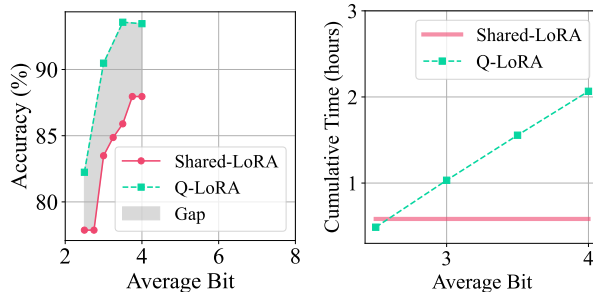 Accuracy (%)
90
85
80
2
4
6
8
Average Bit
Shared-LoRA
Q-LoRA
Gap
Cumulative Time (hours)
3
2
1
3
4
Average Bit
Shared-LoRA
Q-LoRA